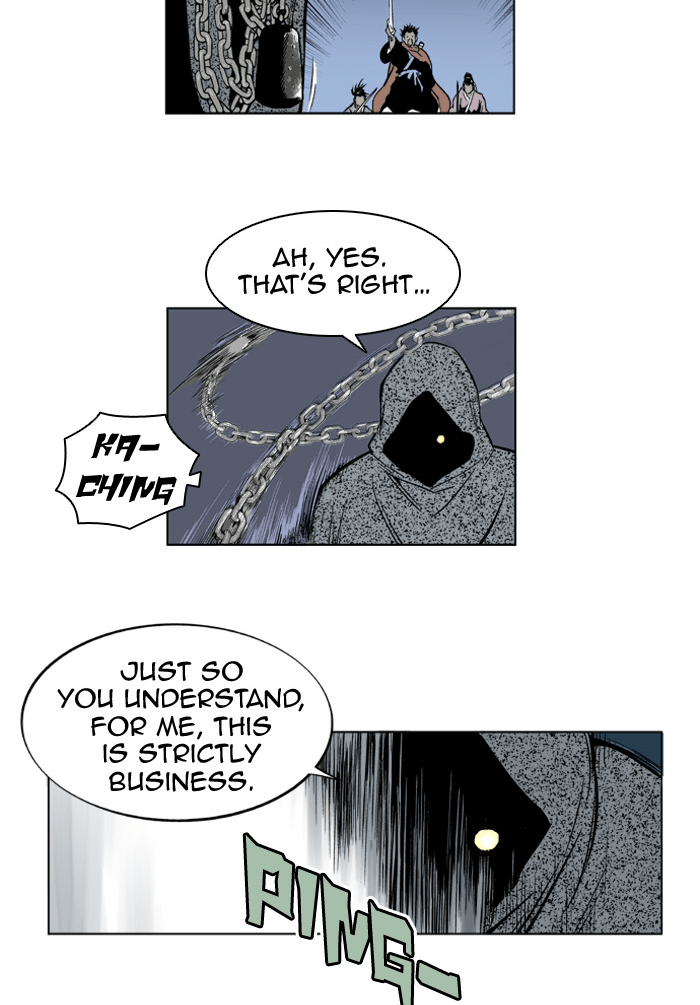 AH, YES.
THAT'S RIGHT...
KA-
CHING
JUST SO
YOU UNDERSTAND,
FOR ME, THIS
IS STRICTLY
BUSINESS.
PING-